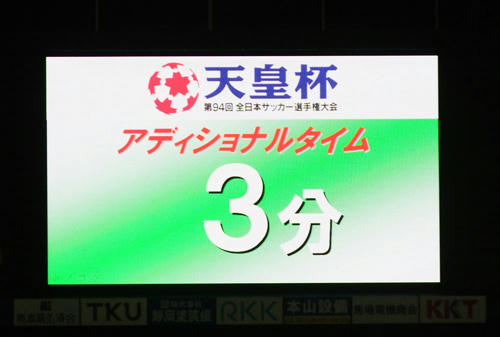 天皇杯
第94回 全日本サッカー選手権大会
アディショナルタイム
3分
TKU
RKK
本山設備
KKT